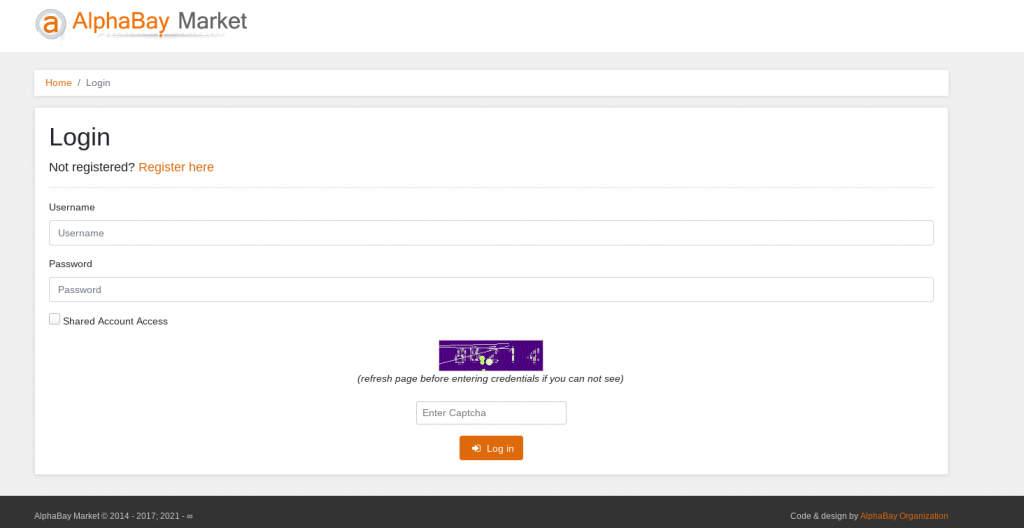 AlphaBay Market
Home / Login
Login
Not registered? Register here
Username
Username
Password
Password
Shared Account Access
(refresh page before entering credentials if you can not see)
Enter Captcha
Log in
AlphaBay Market © 2014 - 2017; 2021 - ∞
Code & design by AlphaBay Organization